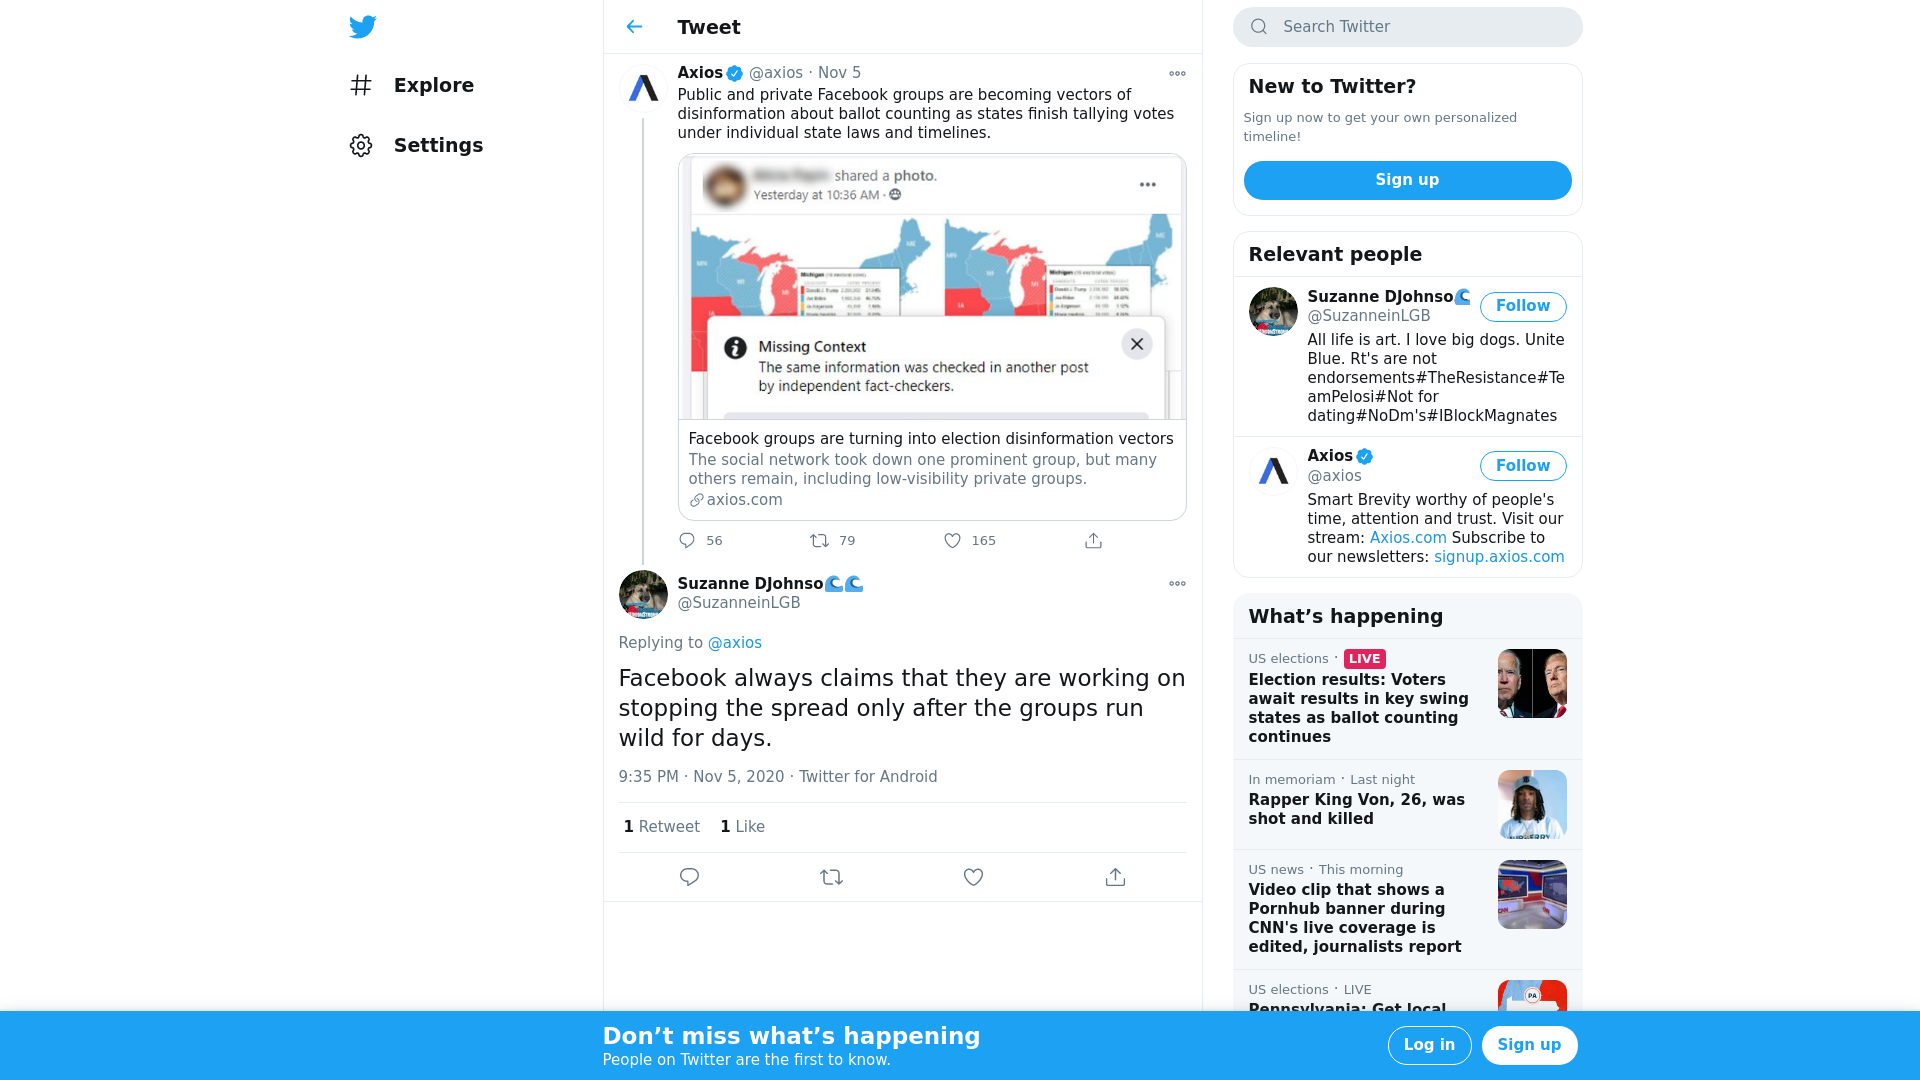 Explore
Settings
Tweet
Axios @axios · Nov 5
Public and private Facebook groups are becoming vectors of
disinformation about ballot counting as states finish tallying votes
under individual state laws and timelines.
shared a photo.
Yesterday at 10:36 AM ·
Missing Context
The same information was checked in another post
by independent fact-checkers.
Facebook groups are turning into election disinformation vectors
The social network took down one prominent group, but many
others remain, including low-visibility private groups.
axios.com
56 79 165
Suzanne DJohnso🌊🌊
@SuzanneinLGB
Replying to @axios
Facebook always claims that they are working on
stopping the spread only after the groups run
wild for days.
9:35 PM · Nov 5, 2020 · Twitter for Android
1 Retweet 1 Like
Search Twitter
New to Twitter?
Sign up now to get your own personalized
timeline!
Sign up
Relevant people
Suzanne DJohnso🌊
@SuzanneinLGB
Follow
All life is art. I love big dogs. Unite
Blue. Rt's are not
endorsements#TheResistance#Te
amPelosi#Not for
dating#NoDm's#IBlockMagnates
Axios
@axios
Follow
Smart Brevity worthy of people's
time, attention and trust. Visit our
stream: Axios.com Subscribe to
our newsletters: signup.axios.com
What's happening
US elections · LIVE
Election results: Voters
await results in key swing
states as ballot counting
continues
In memoriam · Last night
Rapper King Von, 26, was
shot and killed
US news · This morning
Video clip that shows a
Pornhub banner during
CNN's live coverage is
edited, journalists report
US elections · LIVE
Pennsylvania: Get local
PA
Don't miss what's happening
People on Twitter are the first to know.
Log in
Sign up